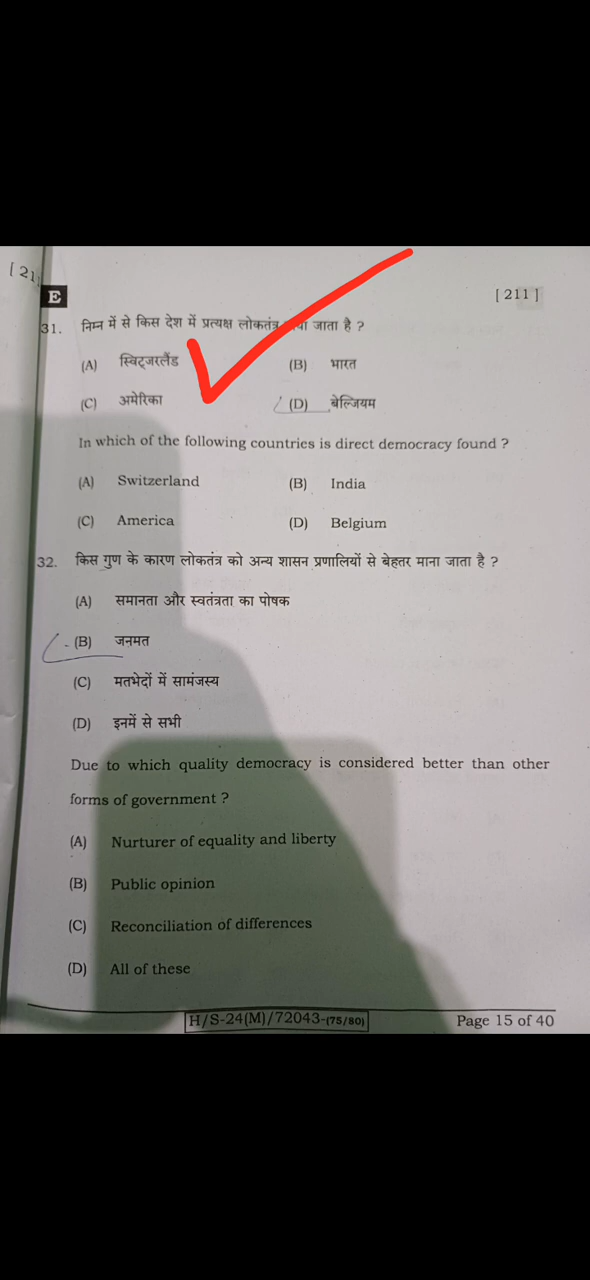 [ 21
E
[ 211 ]
31. निम्न में से किस देश में प्रत्यक्ष लोकतंत्र जाता है ?
(A) स्विट्जरलैंड (B) भारत
(C) अमेरिका (D) बेल्जियम
In which of the following countries is direct democracy found ?
(A) Switzerland (B) India
(C) America (D) Belgium
32. किस गुण के कारण लोकतंत्र को अन्य शासन प्रणालियों से बेहतर माना जाता है ?
(A) समानता और स्वतंत्रता का पोषक
(B) जनमत
(C) मतभेदों में सामंजस्य
(D) इनमें से सभी
Due to which quality democracy is considered better than other
forms of government ?
(A) Nurturer of equality and liberty
(B) Public opinion
(C) Reconciliation of differences
(D) All of these
H/S-24(M)/72043-(75/80) Page 15 of 40